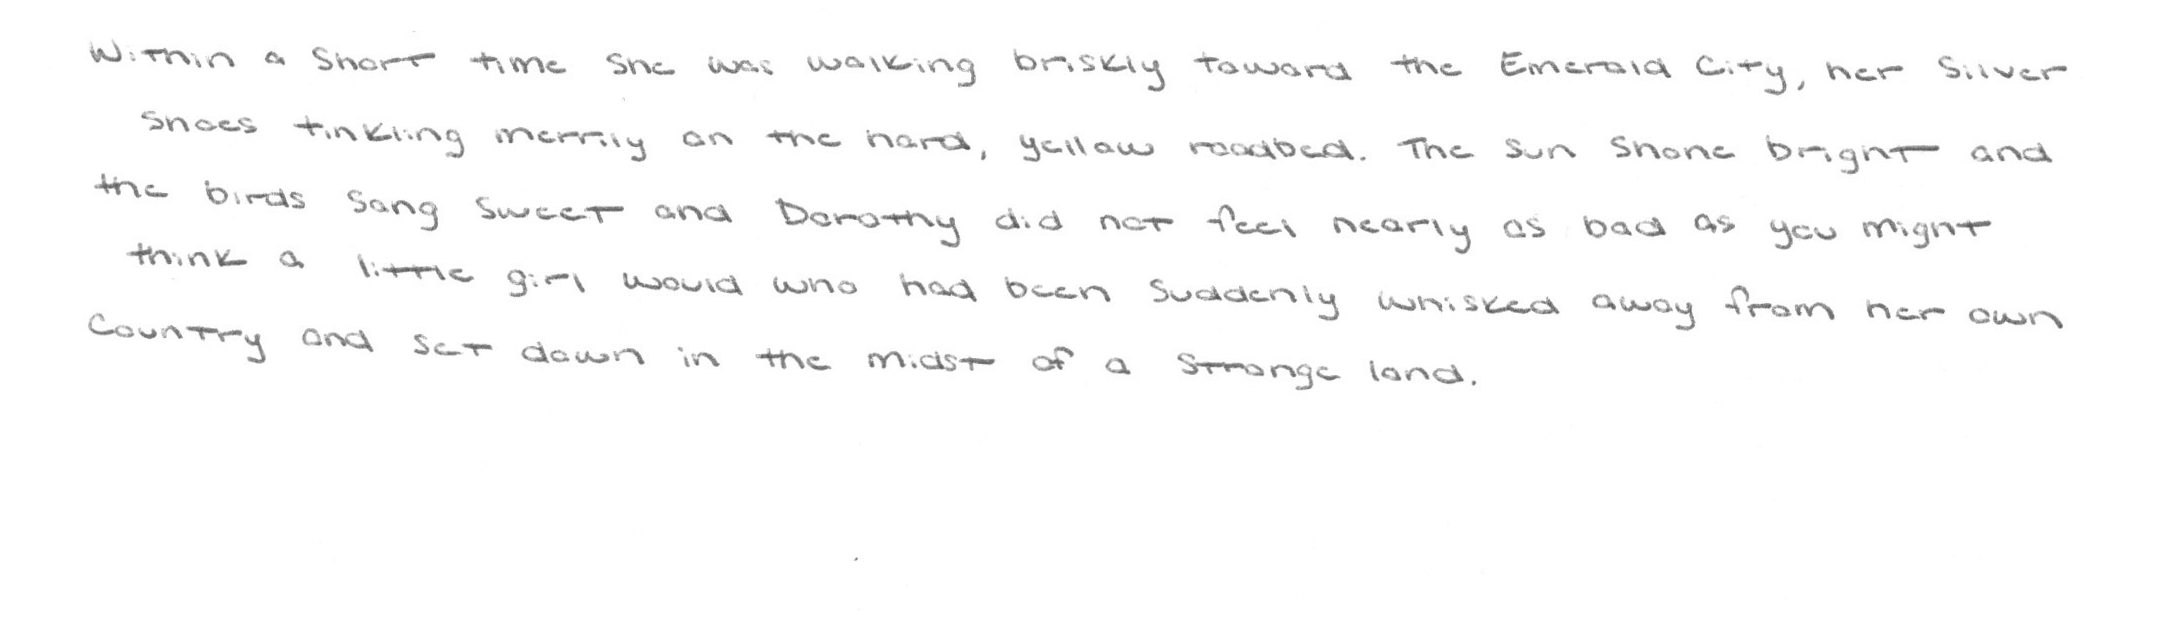 Within a short time she was walking briskly toward the Emerald City, her Silver
Shoes tinkling merrily on the hard, yellow roadbed. The sun shone bright and
the birds sang sweet and Dorothy did not feel nearly as bad as you might
think a little girl would who had been suddenly whisked away from her own
country and set down in the midst of a strange land.